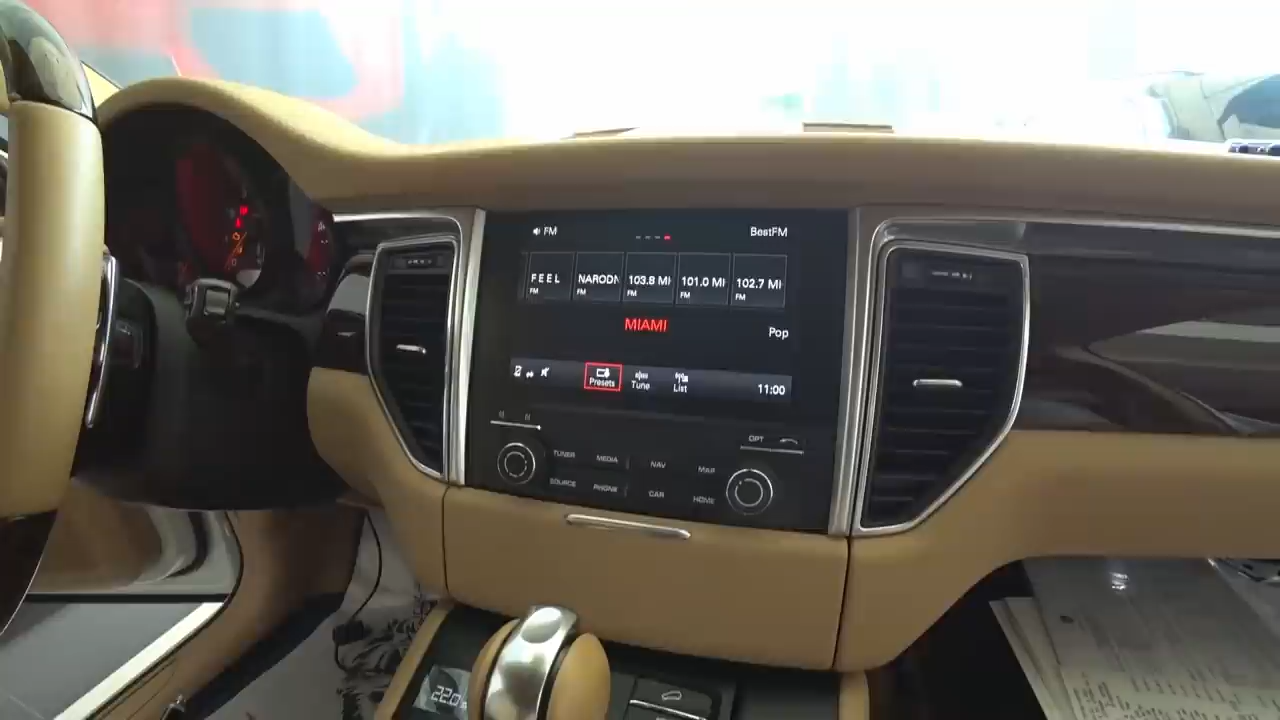 FM
BestFM
FEEL
FM
NARODN
FM
103.8 MH
FM
101.0 MH
FM
102.7 MH
FM
MIAMI
Pop
Presets
Tune
List
11:00
OPT
TUNER
MEDIA
NAV
MAP
SOURCE
PHONE
CAR
HOME
22.0